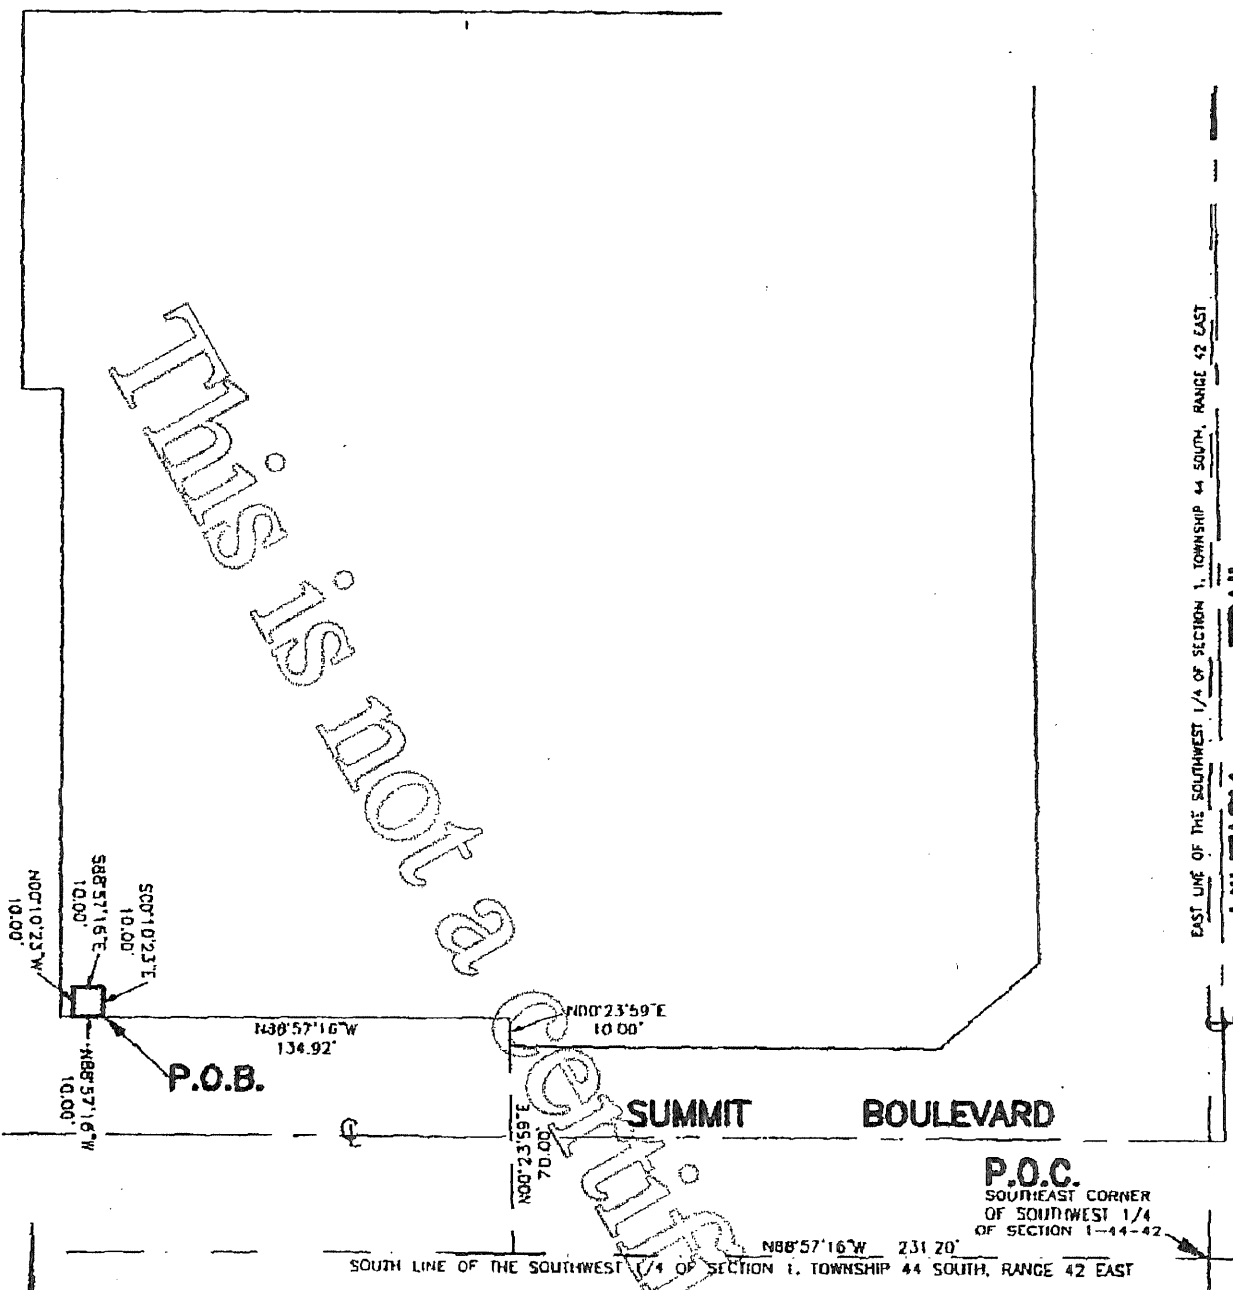 EAST LINE OF THE SOUTHWEST 1/4 OF SECTION 1, TOWNSHIP 44 SOUTH, RANGE 42 EAST
This is not a certif
S88°57'16"E
10.00'
S00°10'23"E
10.00'
N00°10'23"W
10.00'
N88°57'16"W
134.92'
N00°23'59"E
10.00'
P.O.B.
N88°57'16"W
10.00'
SUMMIT BOULEVARD
N00°23'59"E
70.00'
P.O.C.
SOUTHEAST CORNER
OF SOUTHWEST 1/4
OF SECTION 1-44-42
N88°57'16"W 231.20'
SOUTH LINE OF THE SOUTHWEST 1/4 OF SECTION 1, TOWNSHIP 44 SOUTH, RANGE 42 EAST